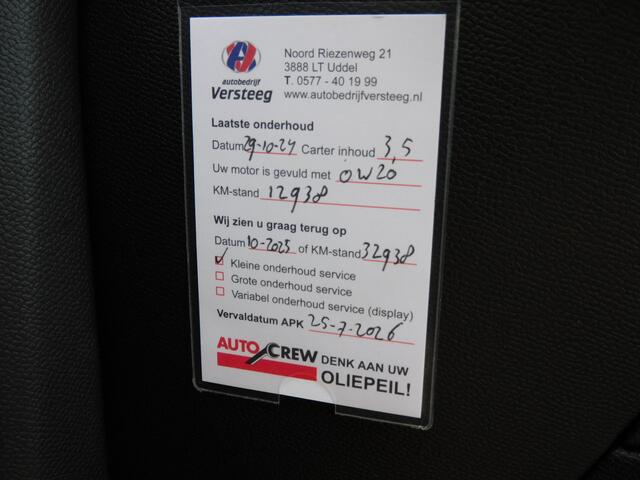 Noord Riezenweg 21
3888 LT Uddel
T. 0577 - 40 19 99
www.autobedrijfversteeg.nl
autobedrijf
Versteeg
Laatste onderhoud
Datum 29-10-24 Carter inhoud 3,5
Uw motor is gevuld met 0W20
KM-stand 12938
Wij zien u graag terug op
Datum 10-2025 of KM-stand 32938
Kleine onderhoud service
Grote onderhoud service
Variabel onderhoud service (display)
Vervaldatum APK 25-7-2026
AUTO CREW DENK AAN UW
OLIEPEIL!